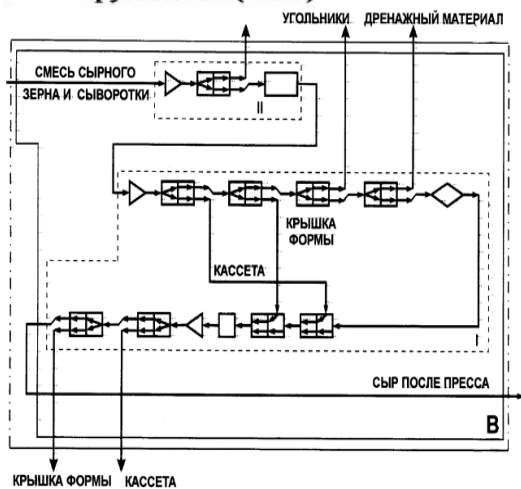 УГОЛЬНИКИ ДРЕНАЖНЫЙ МАТЕРИАЛ
СМЕСЬ СЫРНОГО
ЗЕРНА И СЫВОРОТКИ
II
КРЫШКА
ФОРМЫ
КАССЕТА
I
СЫР ПОСЛЕ ПРЕССА
В
КРЫШКА ФОРМЫ КАССЕТА